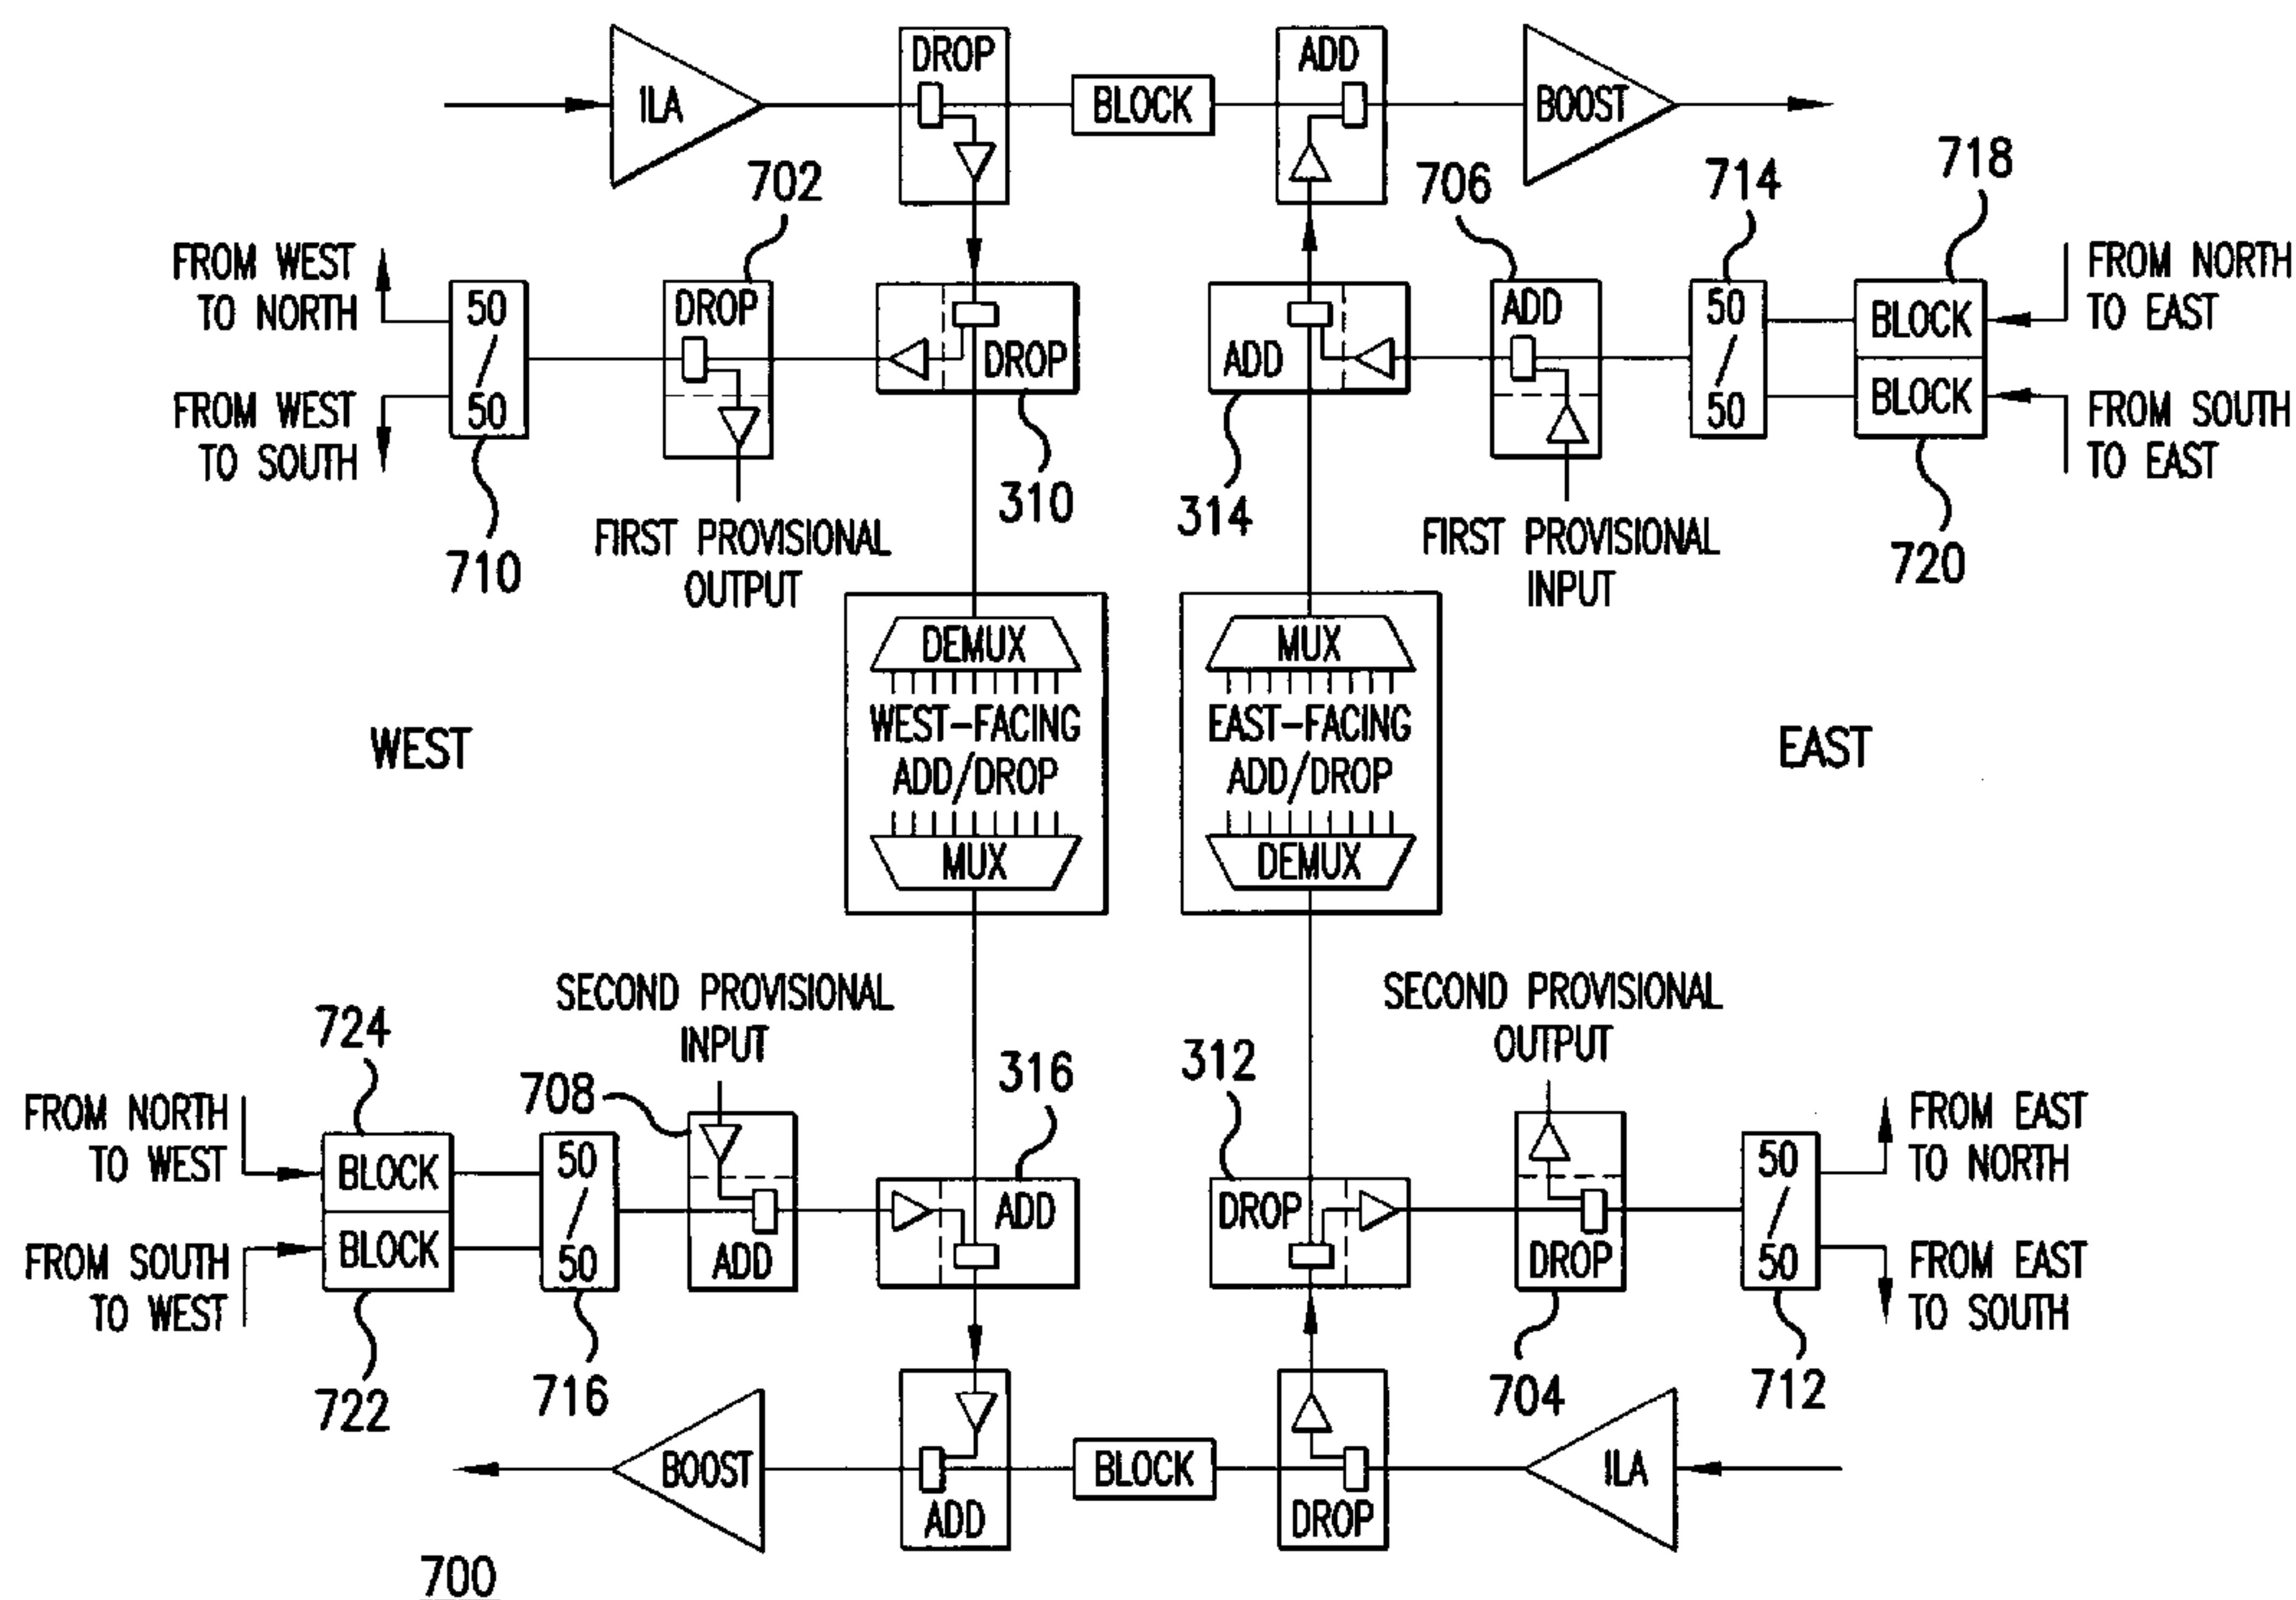 DROP
ADD
ILA
BLOCK
BOOST
702
706
714
718
FROM WEST
TO NORTH
50
/
50
DROP
ADD
50
/
50
BLOCK
FROM NORTH
TO EAST
FROM WEST
TO SOUTH
DROP
ADD
BLOCK
FROM SOUTH
TO EAST
710
FIRST PROVISIONAL
OUTPUT
310
314
FIRST PROVISIONAL
INPUT
720
DEMUX
WEST-FACING
ADD/DROP
MUX
MUX
EAST-FACING
ADD/DROP
DEMUX
WEST
EAST
SECOND PROVISIONAL
INPUT
SECOND PROVISIONAL
OUTPUT
724
708
316
312
FROM NORTH
TO WEST
BLOCK
50
/
50
ADD
ADD
DROP
DROP
50
/
50
FROM EAST
TO NORTH
FROM SOUTH
TO WEST
BLOCK
FROM EAST
TO SOUTH
722
716
704
712
BOOST
ADD
BLOCK
DROP
ILA
700